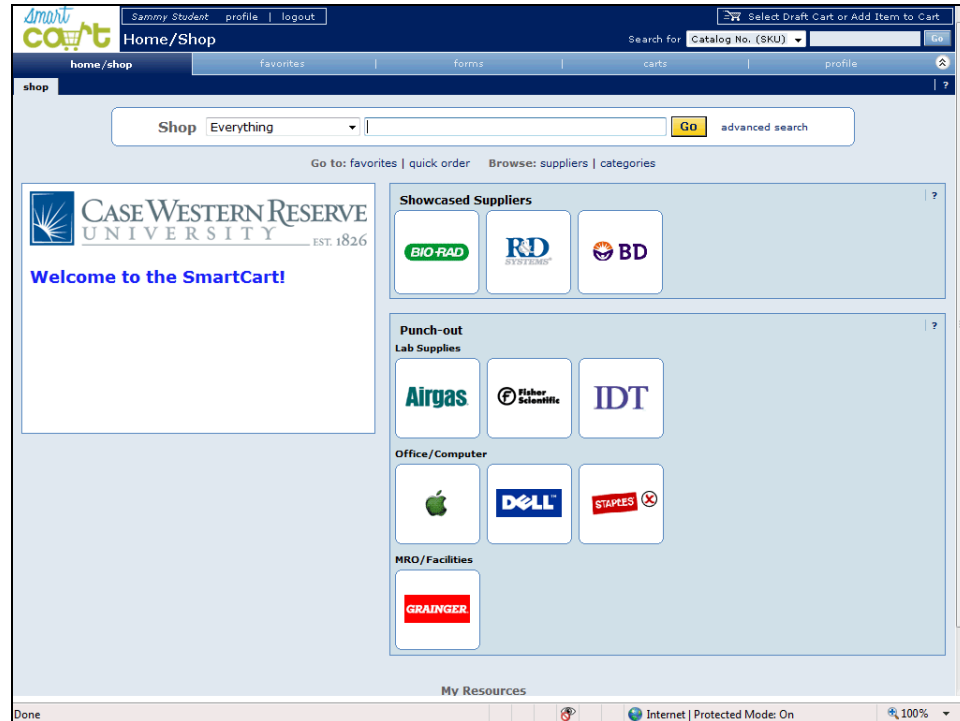 smart
cart
Sammy Student profile | logout
Select Draft Cart or Add Item to Cart
Home/Shop
Search for Catalog No. (SKU) Go
home/shop favorites | forms | carts | profile
shop | ?
Shop Everything Go advanced search
Go to: favorites | quick order Browse: suppliers | categories
CASE WESTERN RESERVE
UNIVERSITY EST. 1826
Welcome to the SmartCart!
Showcased Suppliers | ?
BIO-RAD R&D SYSTEMS® BD
Punch-out | ?
Lab Supplies
Airgas. Fisher Scientific IDT
Office/Computer
DELL™ STAPLES
MRO/Facilities
GRAINGER.
My Resources
Done Internet | Protected Mode: On 100%